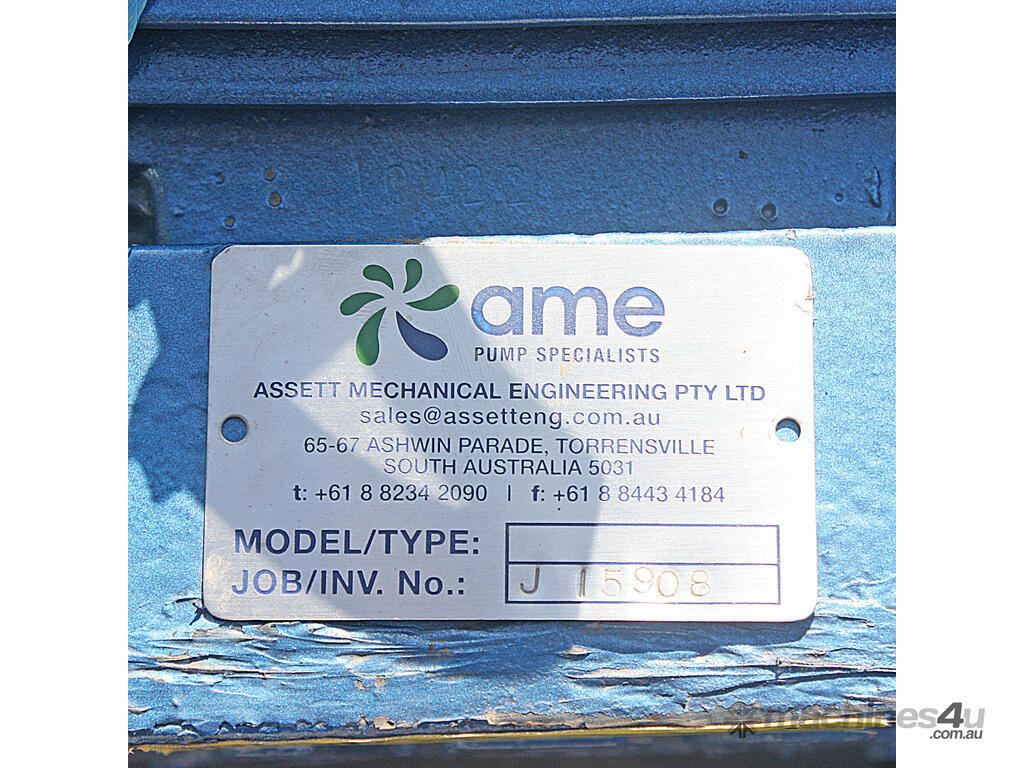 ame
PUMP SPECIALISTS
ASSETT MECHANICAL ENGINEERING PTY LTD
sales@assetteng.com.au
65-67 ASHWIN PARADE, TORRENSVILLE
SOUTH AUSTRALIA 5031
t: +61 8 8234 2090 | f: +61 8 8443 4184
MODEL/TYPE:
JOB/INV. No.: J 15908
machines4u
.com.au